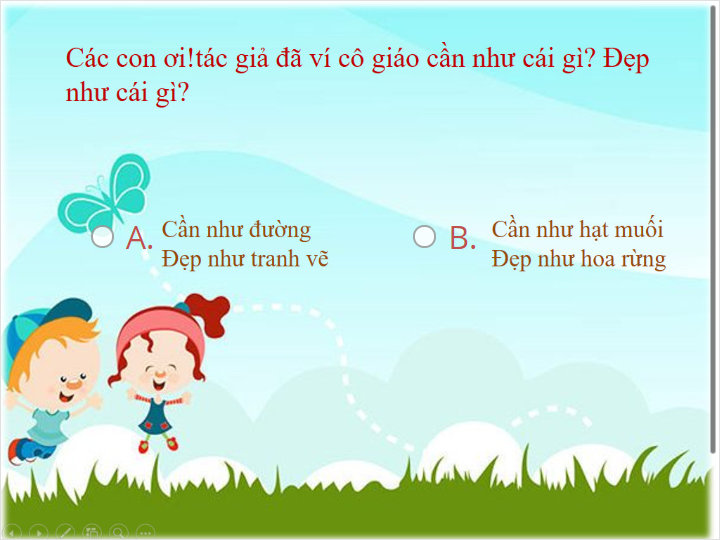 Các con ơi!tác giả đã ví cô giáo cần như cái gì? Đẹp
như cái gì?
A. Cần như đường
Đẹp như tranh vẽ
B. Cần như hạt muối
Đẹp như hoa rừng